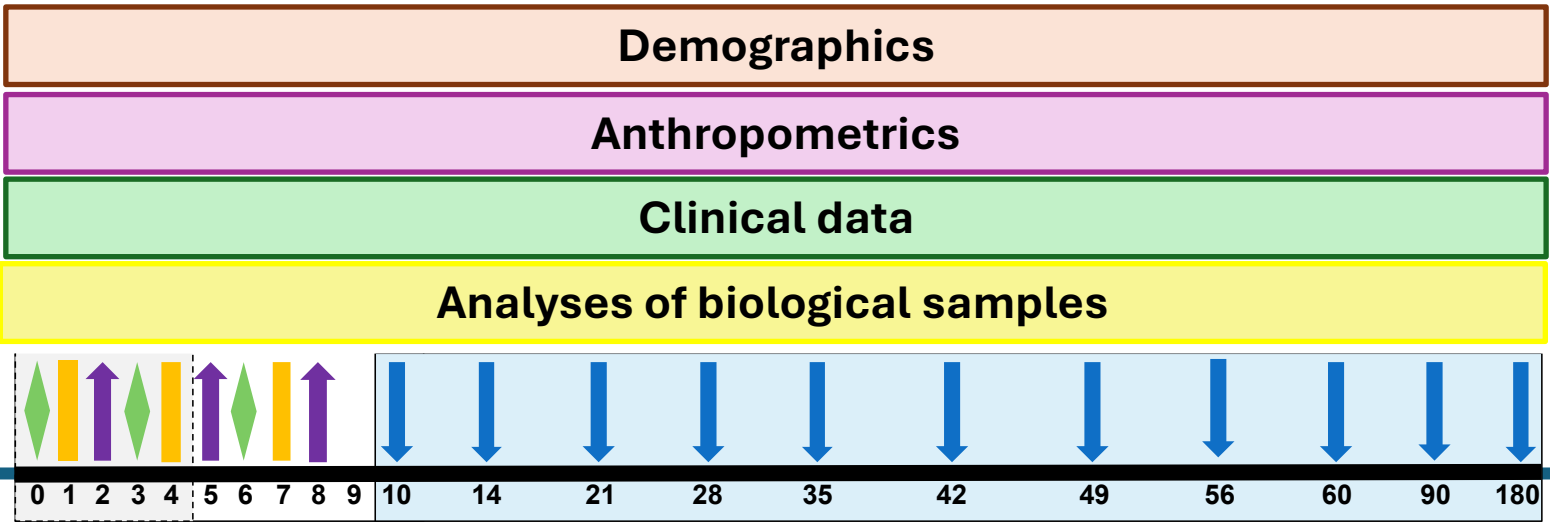 Demographics
Anthropometrics
Clinical data
Analyses of biological samples
0 1 2 3 4 5 6 7 8 9 10 14 21 28 35 42 49 56 60 90 180